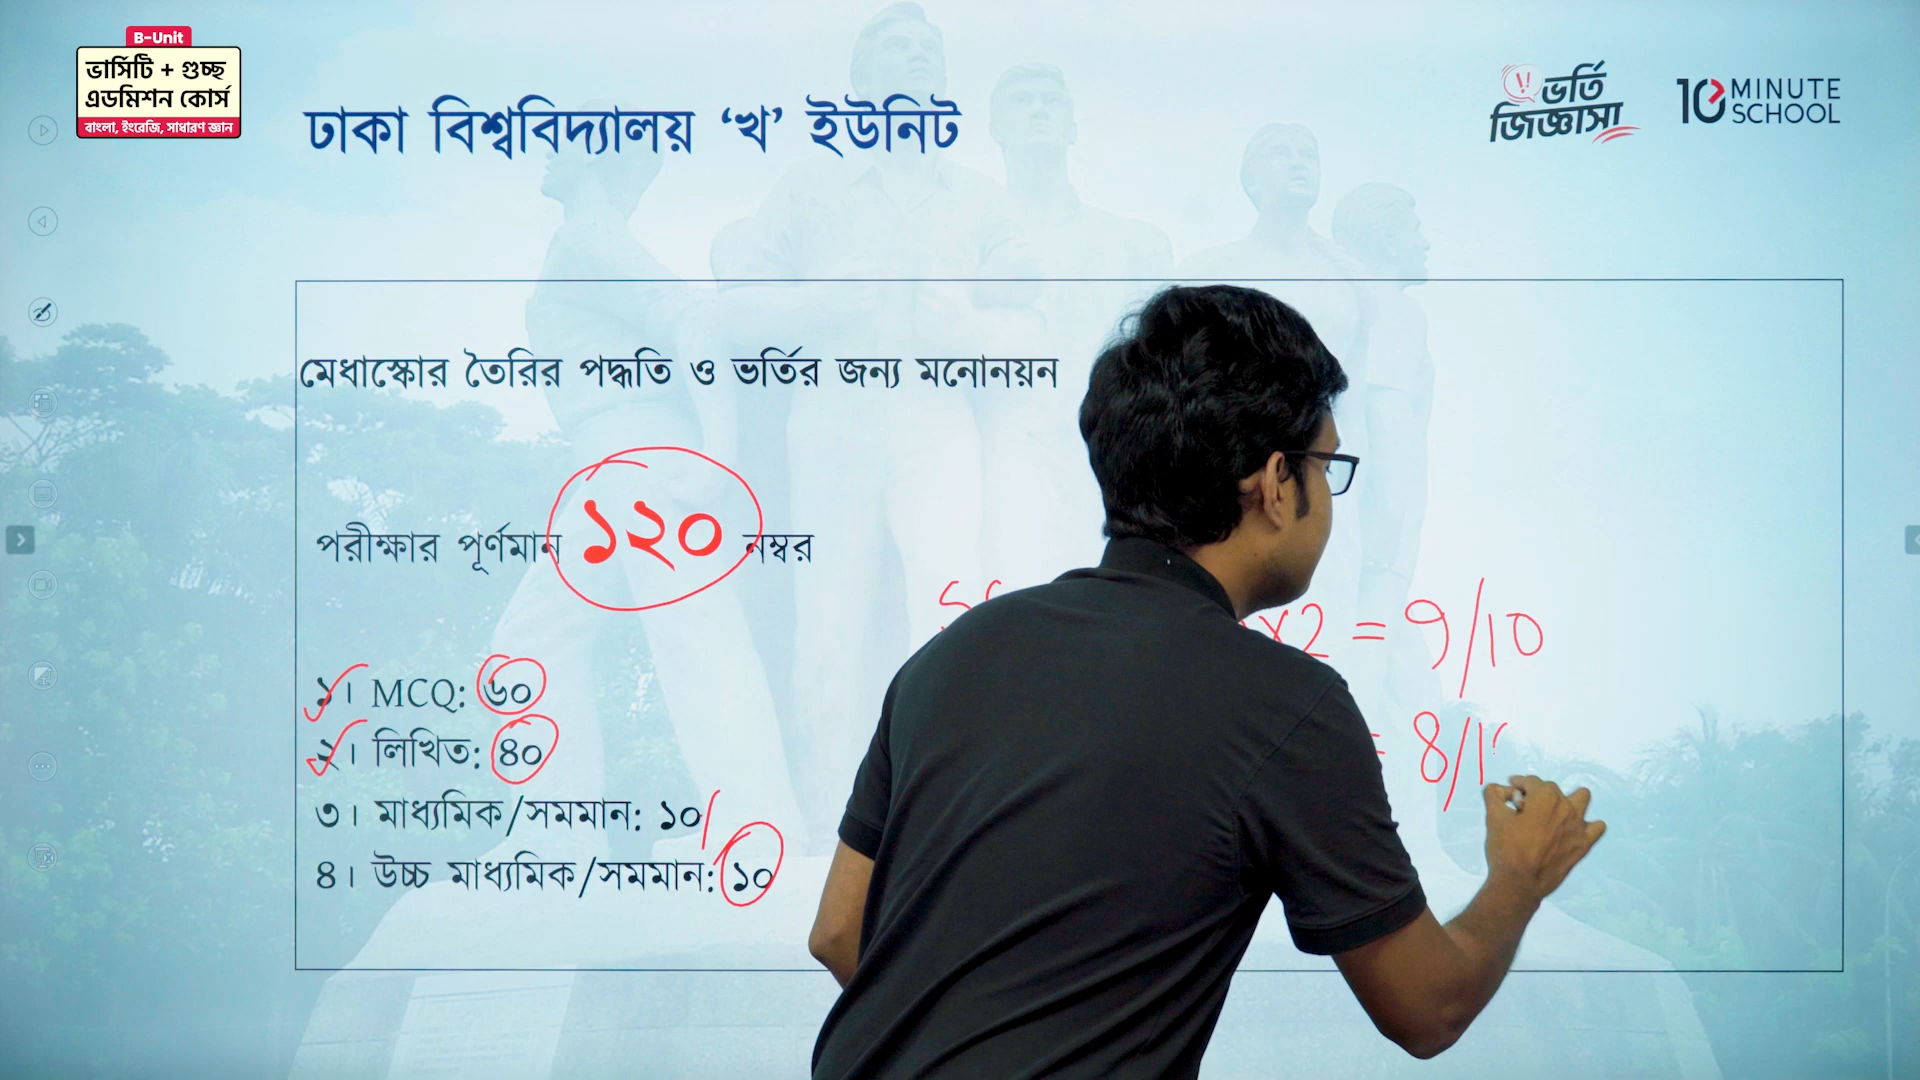 B-Unit
ভার্সিটি + গুচ্ছ
এডমিশন কোর্স
বাংলা, ইংরেজি, সাধারণ জ্ঞান
ঢাকা বিশ্ববিদ্যালয় ‘খ’ ইউনিট
ভর্তি
জিজ্ঞাসা
10 MINUTE
SCHOOL
মেধাস্কোর তৈরির পদ্ধতি ও ভর্তির জন্য মনোনয়ন
পরীক্ষার পূর্ণমান ১২০ নম্বর
×2 = 9/10
১। MCQ: ৬০
২। লিখিত: ৪০
= 8/1
৩। মাধ্যমিক/সমমান: ১০
৪। উচ্চ মাধ্যমিক/সমমান: ১০